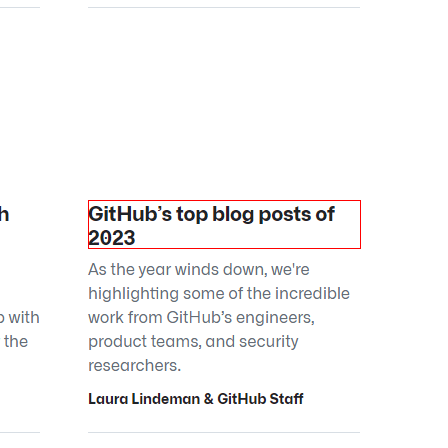 h
GitHub’s top blog posts of
2023
As the year winds down, we're
highlighting some of the incredible
with
work from GitHub’s engineers,
the
product teams, and security
researchers.
Laura Lindeman & GitHub Staff